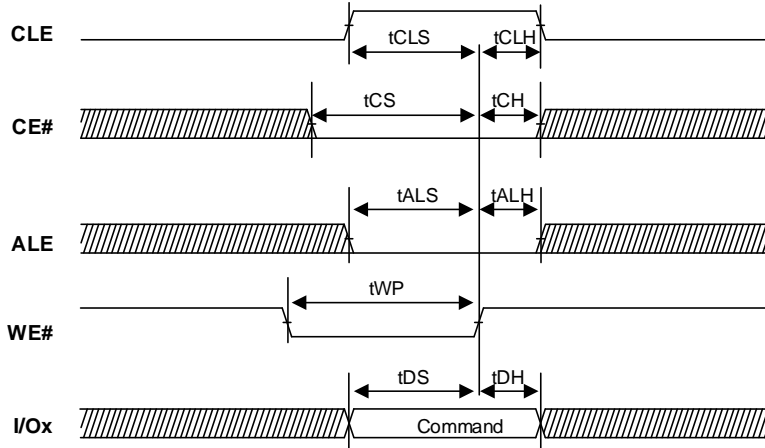 CLE
tCLS
tCLH
CE#
tCS
tCH
ALE
tALS
tALH
WE#
tWP
I/Ox
tDS
tDH
Command